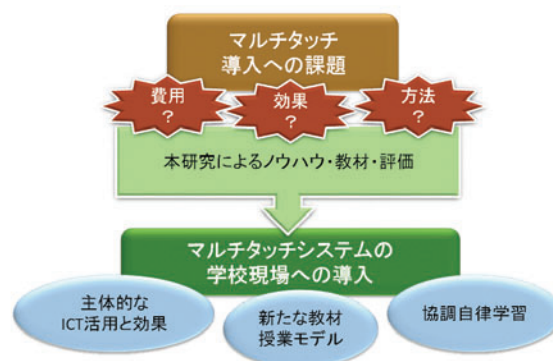 マルチタッチ
導入への課題
費用
?
効果
?
方法
?
本研究によるノウハウ・教材・評価
マルチタッチシステムの
学校現場への導入
主体的な
ICT活用と効果
新たな教材
授業モデル
協調自律学習